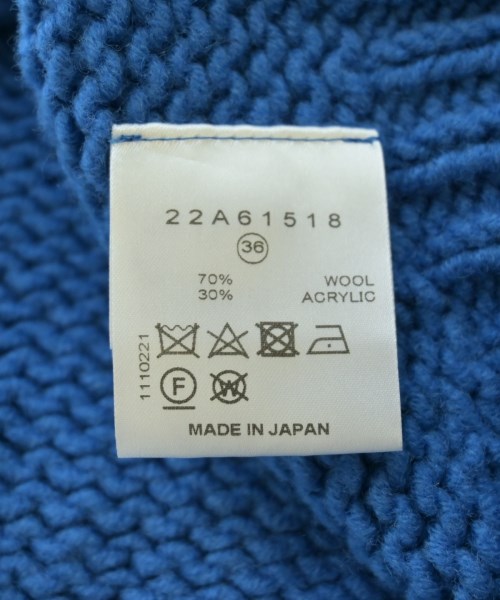 22A61518
36
70% WOOL
30% ACRYLIC
1110221
F W
MADE IN JAPAN